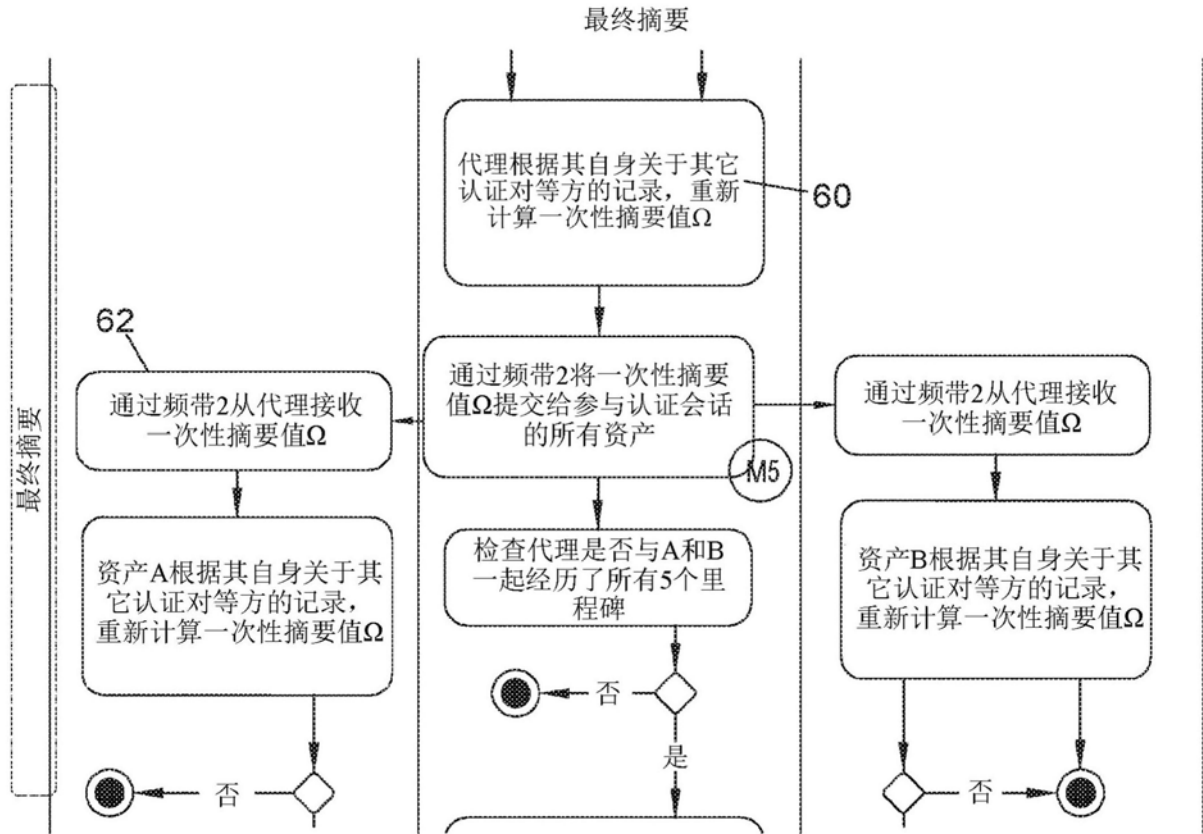 最终摘要
代理根据其自身关于其它
认证对等方的记录，重新
计算一次性摘要值Ω
60
62
通过频带2从代理接收
一次性摘要值Ω
通过频带2将一次性摘要
值Ω提交给参与认证会话
的所有资产
M5
通过频带2从代理接收
一次性摘要值Ω
最终摘要
资产A根据其自身关于其
它认证对等方的记录，
重新计算一次性摘要值Ω
检查代理是否与A和B
一起经历了所有5个里
程碑
资产B根据其自身关于其
它认证对等方的记录，
重新计算一次性摘要值Ω
否
是
否
否